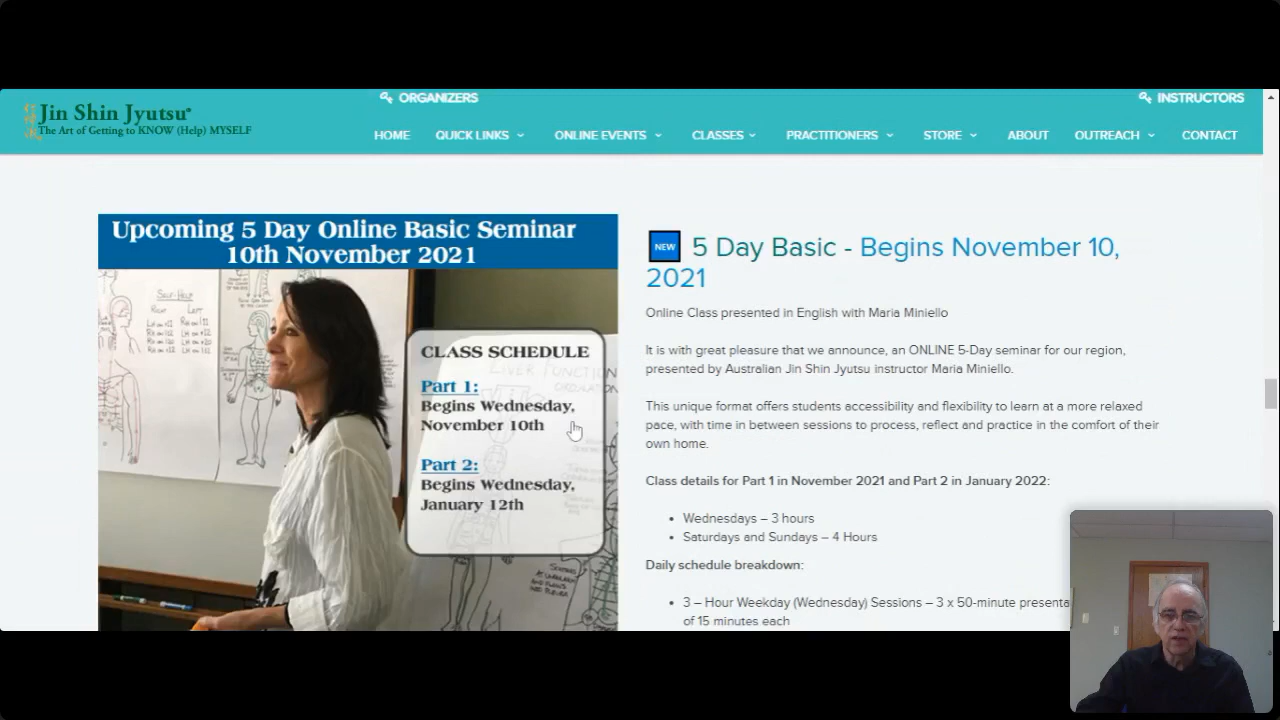 ORGANIZERS
INSTRUCTORS
Jin Shin Jyutsu®
The Art of Getting to KNOW (Help) MYSELF
HOME QUICK LINKS ONLINE EVENTS CLASSES PRACTITIONERS STORE ABOUT OUTREACH CONTACT
Upcoming 5 Day Online Basic Seminar
10th November 2021
SELF-HELP
RIGHT LEFT
LIVER FUNCTION
CLASS SCHEDULE
Part 1:
Begins Wednesday,
November 10th
Part 2:
Begins Wednesday,
January 12th
NEW 5 Day Basic - Begins November 10,
2021
Online Class presented in English with Maria Miniello
It is with great pleasure that we announce, an ONLINE 5-Day seminar for our region,
presented by Australian Jin Shin Jyutsu instructor Maria Miniello.
This unique format offers students accessibility and flexibility to learn at a more relaxed
pace, with time in between sessions to process, reflect and practice in the comfort of their
own home.
Class details for Part 1 in November 2021 and Part 2 in January 2022:
• Wednesdays – 3 hours
• Saturdays and Sundays – 4 Hours
Daily schedule breakdown:
• 3 – Hour Weekday (Wednesday) Sessions – 3 x 50-minute presenta
of 15 minutes each